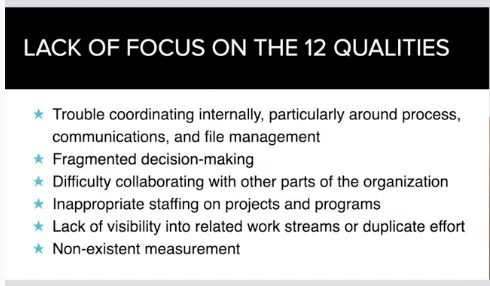 LACK OF FOCUS ON THE 12 QUALITIES
★ Trouble coordinating internally, particularly around process,
communications, and file management
★ Fragmented decision-making
★ Difficulty collaborating with other parts of the organization
★ Inappropriate staffing on projects and programs
★ Lack of visibility into related work streams or duplicate effort
★ Non-existent measurement